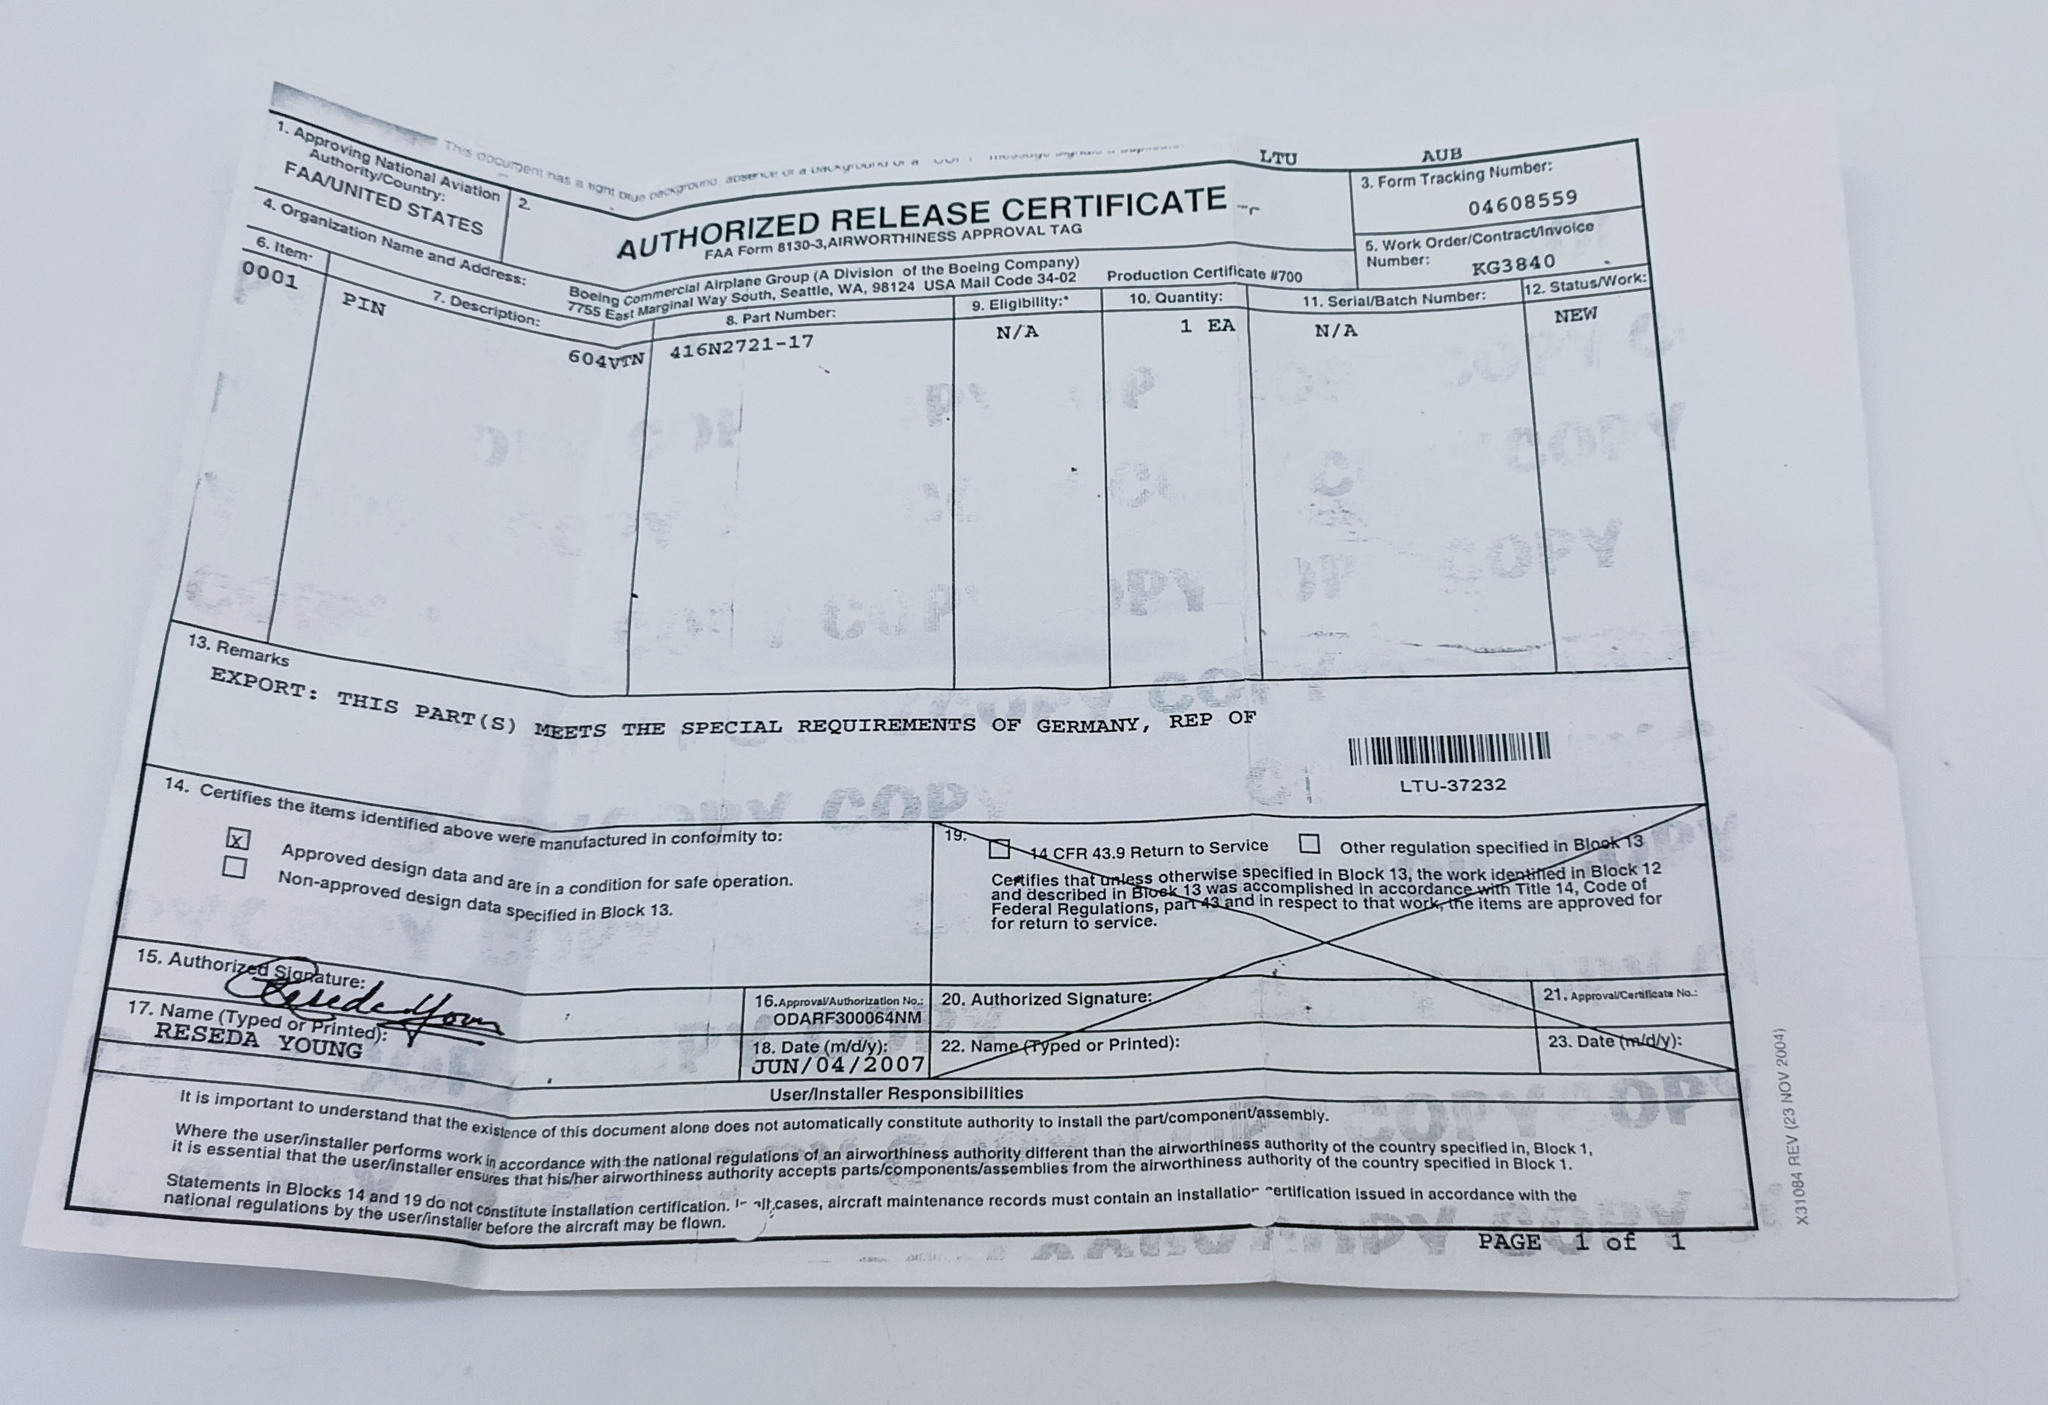 LTU AUB
This document has a light blue background, absence of a background or a "COPY" message signifies a duplicate.
1. Approving National Aviation
Authority/Country:
FAA/UNITED STATES
2.
AUTHORIZED RELEASE CERTIFICATE
FAA Form 8130-3, AIRWORTHINESS APPROVAL TAG
3. Form Tracking Number:
04608559
4. Organization Name and Address:
Boeing Commercial Airplane Group (A Division of the Boeing Company)
7755 East Marginal Way South, Seattle, WA, 98124 USA Mail Code 34-02
Production Certificate #700
5. Work Order/Contract/Invoice
Number: KG3840
6. Item· 7. Description: 8. Part Number: 9. Eligibility:* 10. Quantity: 11. Serial/Batch Number: 12. Status/Work:
0001 PIN 604VTN 416N2721-17 N/A 1 EA N/A NEW
13. Remarks
EXPORT: THIS PART(S) MEETS THE SPECIAL REQUIREMENTS OF GERMANY, REP OF
LTU-37232
14. Certifies the items identified above were manufactured in conformity to:
X Approved design data and are in a condition for safe operation.
Non-approved design data specified in Block 13.
19. 14 CFR 43.9 Return to Service Other regulation specified in Block 13
Certifies that unless otherwise specified in Block 13, the work identified in Block 12
and described in Block 13 was accomplished in accordance with Title 14, Code of
Federal Regulations, part 43 and in respect to that work, the items are approved for
for return to service.
15. Authorized Signature:
Reseda Young
16. Approval/Authorization No.:
ODARF300064NM
20. Authorized Signature:
21. Approval/Certificate No.:
17. Name (Typed or Printed):
RESEDA YOUNG
18. Date (m/d/y):
JUN/04/2007
22. Name (Typed or Printed):
23. Date (m/d/y):
User/Installer Responsibilities
It is important to understand that the existence of this document alone does not automatically constitute authority to install the part/component/assembly.
Where the user/installer performs work in accordance with the national regulations of an airworthiness authority different than the airworthiness authority of the country specified in, Block 1,
it is essential that the user/installer ensures that his/her airworthiness authority accepts parts/components/assemblies from the airworthiness authority of the country specified in Block 1.
Statements in Blocks 14 and 19 do not constitute installation certification. In all cases, aircraft maintenance records must contain an installation certification issued in accordance with the
national regulations by the user/installer before the aircraft may be flown.
PAGE 1 of 1
X31084 REV (23 NOV 2004)
COPY